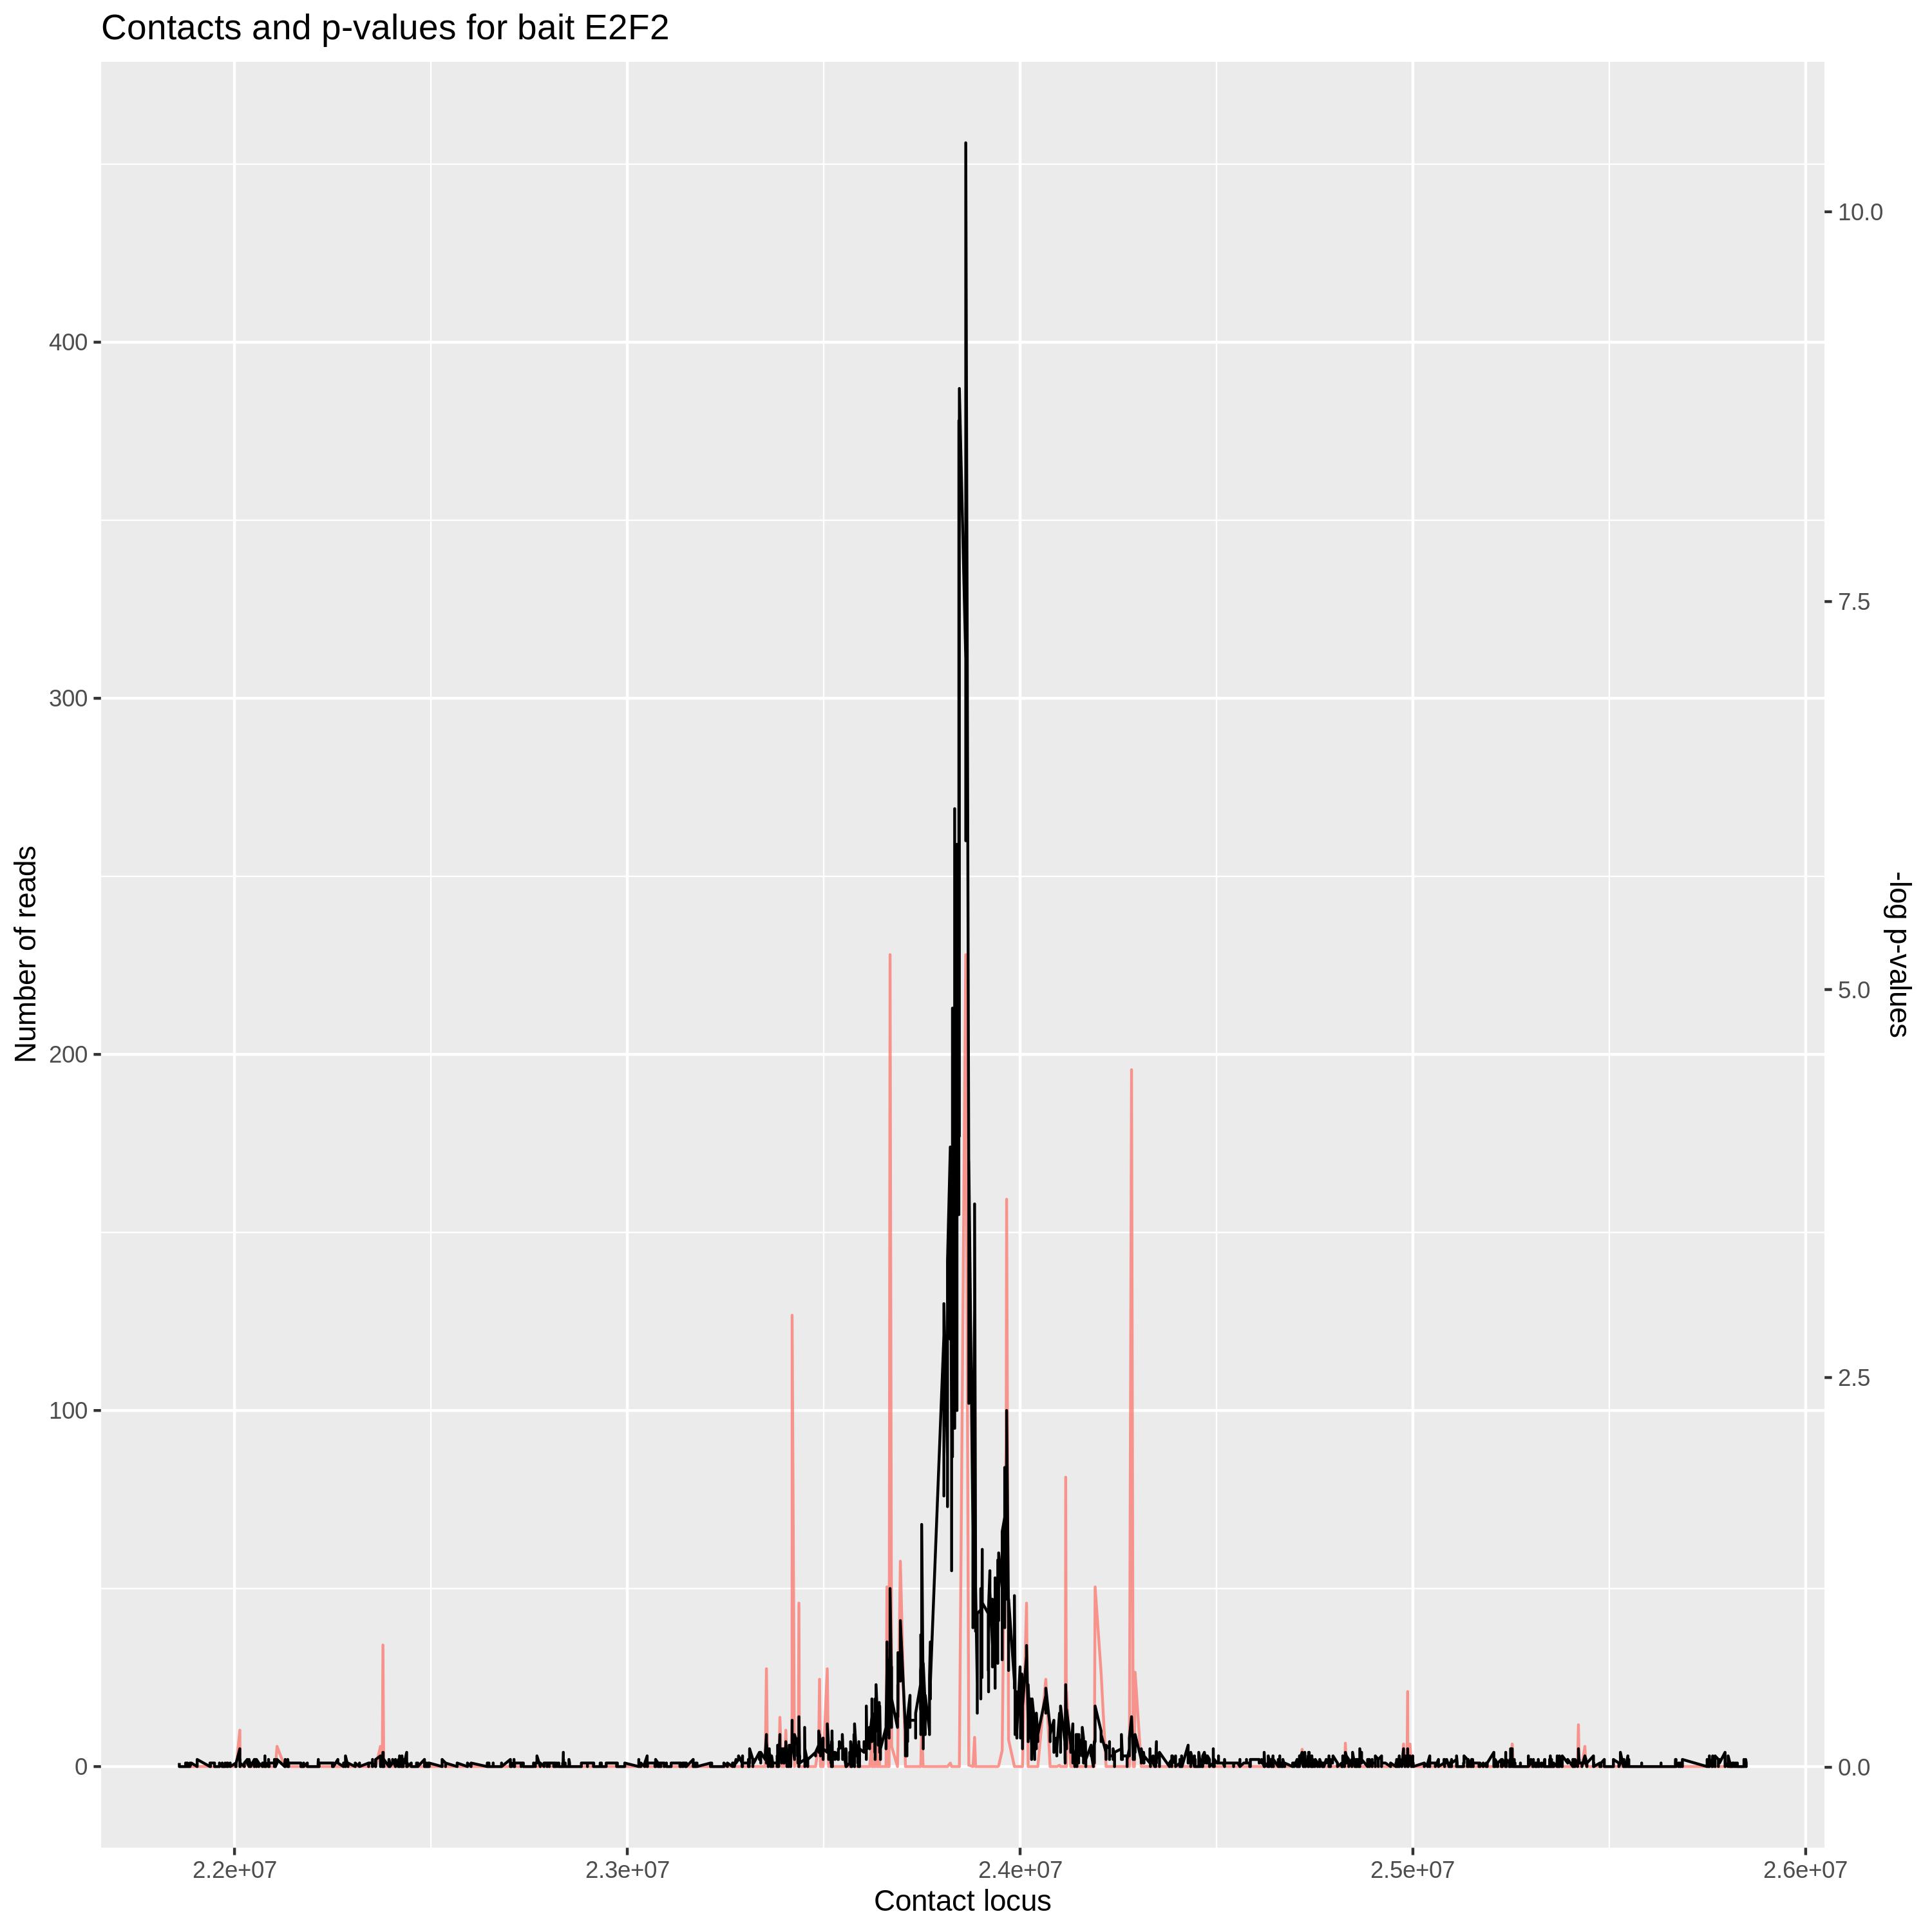 Contacts and p-values for bait E2F2
Number of reads
400
300
200
100
0
10.0
7.5
5.0
2.5
0.0
-log p-values
2.2e+07
2.3e+07
2.4e+07
2.5e+07
2.6e+07
Contact locus